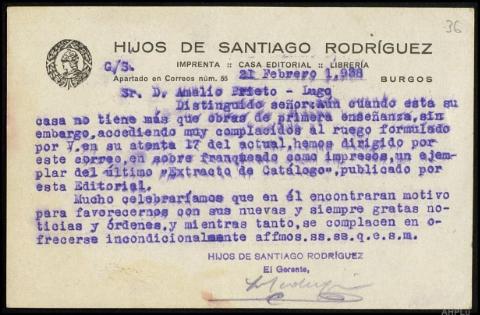 36
HIJOS DE SANTIAGO RODRÍGUEZ
IMPRENTA :: CASA EDITORIAL :: LIBRERÍA
G/S.
Apartado en Correos núm. 55
21 Febrero 1,938
BURGOS
Sr. D. Amelio Prieto - Lugo
Distinguido señor:Aún cuando esta su
casa no tiene más que obras de primera enseñanza,sin
embargo,accediendo muy complacidos al ruego formulado
por V.en su atenta 17 del actual,hemos dirigido por
este correo,en sobre franqueado como impresos,un ejem-
plar del último "Extracto de Catálogo",publicado por
esta Editorial.
Mucho celebraríamos que en él encontraran motivo
para favorecernos con sus nuevas y siempre gratas no-
ticias y órdenes,y mientras tanto,se complacen en o-
frecerse incondicionalmente affmos.ss.ss.q.e.s.m.
HIJOS DE SANTIAGO RODRÍGUEZ
El Gerente,
AHPLU